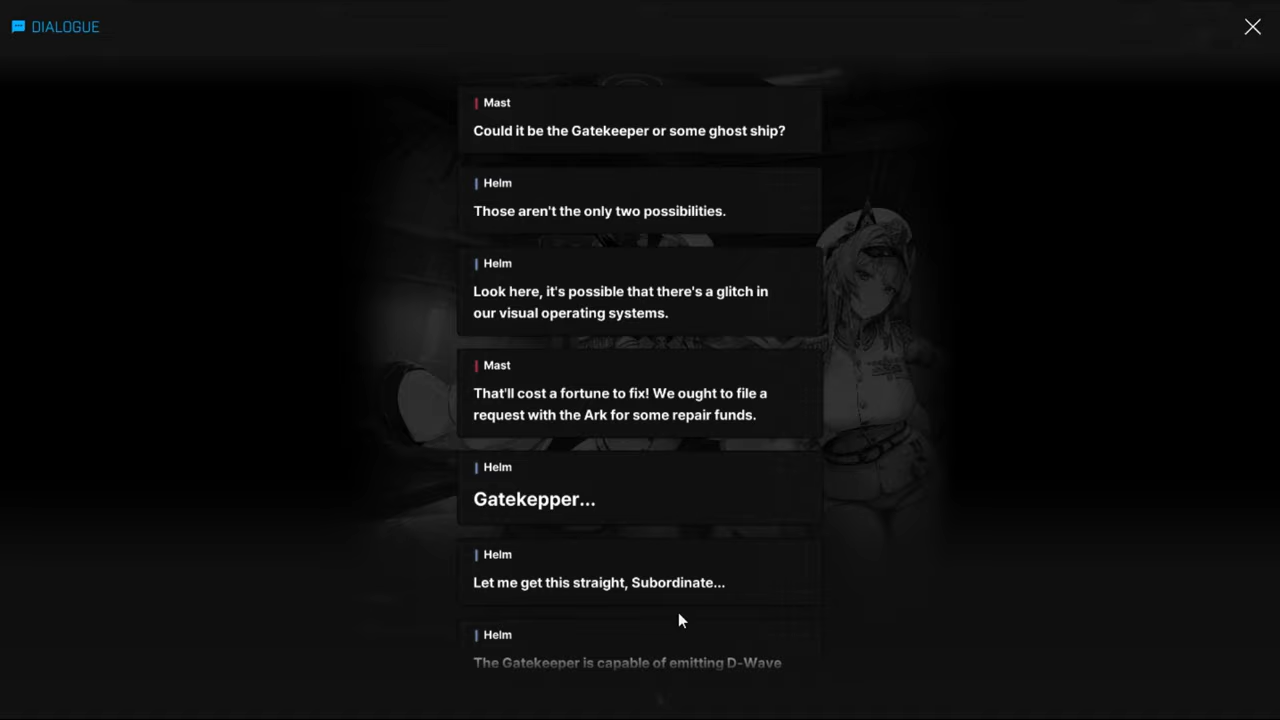 DIALOGUE
Mast
Could it be the Gatekeeper or some ghost ship?
Helm
Those aren't the only two possibilities.
Helm
Look here, it's possible that there's a glitch in
our visual operating systems.
Mast
That'll cost a fortune to fix! We ought to file a
request with the Ark for some repair funds.
Helm
Gatekepper...
Helm
Let me get this straight, Subordinate...
Helm
The Gatekeeper is capable of emitting D-Wave